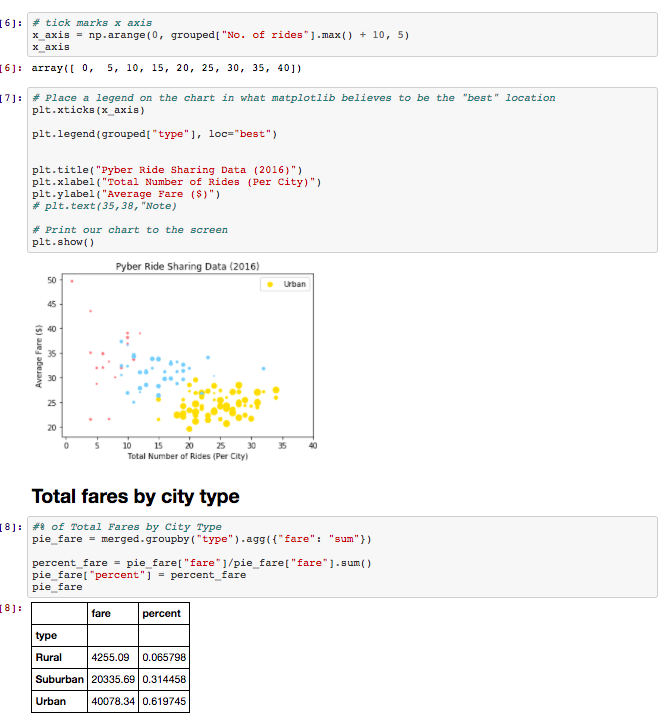 [6]: # tick marks x axis
x_axis = np.arange(0, grouped["No. of rides"].max() + 10, 5)
x_axis
[6]: array([ 0,  5, 10, 15, 20, 25, 30, 35, 40])
[7]: # Place a legend on the chart in what matplotlib believes to be the "best" location
plt.xticks(x_axis)
plt.legend(grouped["type"], loc="best")
plt.title("Pyber Ride Sharing Data (2016)")
plt.xlabel("Total Number of Rides (Per City)")
plt.ylabel("Average Fare ($)")
# plt.text(35,38,"Note)
# Print our chart to the screen
plt.show()
Pyber Ride Sharing Data (2016)
Urban
50
45
40
35
30
25
20
Average Fare ($)
0 5 10 15 20 25 30 35 40
Total Number of Rides (Per City)
Total fares by city type
[8]: #% of Total Fares by City Type
pie_fare = merged.groupby("type").agg({"fare": "sum"})
percent_fare = pie_fare["fare"]/pie_fare["fare"].sum()
pie_fare["percent"] = percent_fare
pie_fare
[8]: fare percent
type
Rural 4255.09 0.065798
Suburban 20335.69 0.314458
Urban 40078.34 0.619745